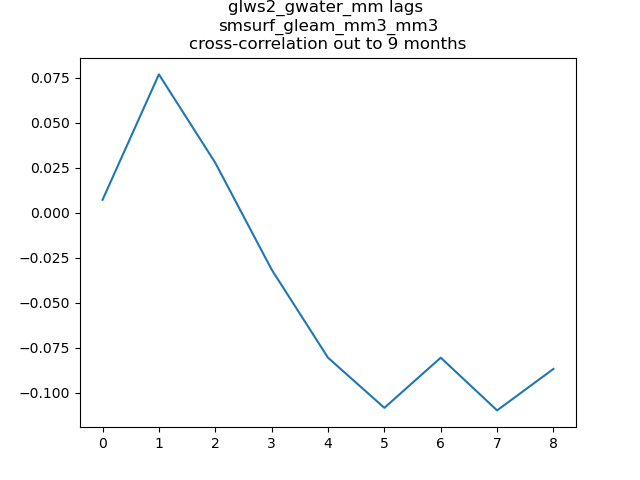 glws2_gwater_mm lags
smsurf_gleam_mm3_mm3
cross-correlation out to 9 months
0.075
0.050
0.025
0.000
−0.025
−0.050
−0.075
−0.100
0 1 2 3 4 5 6 7 8